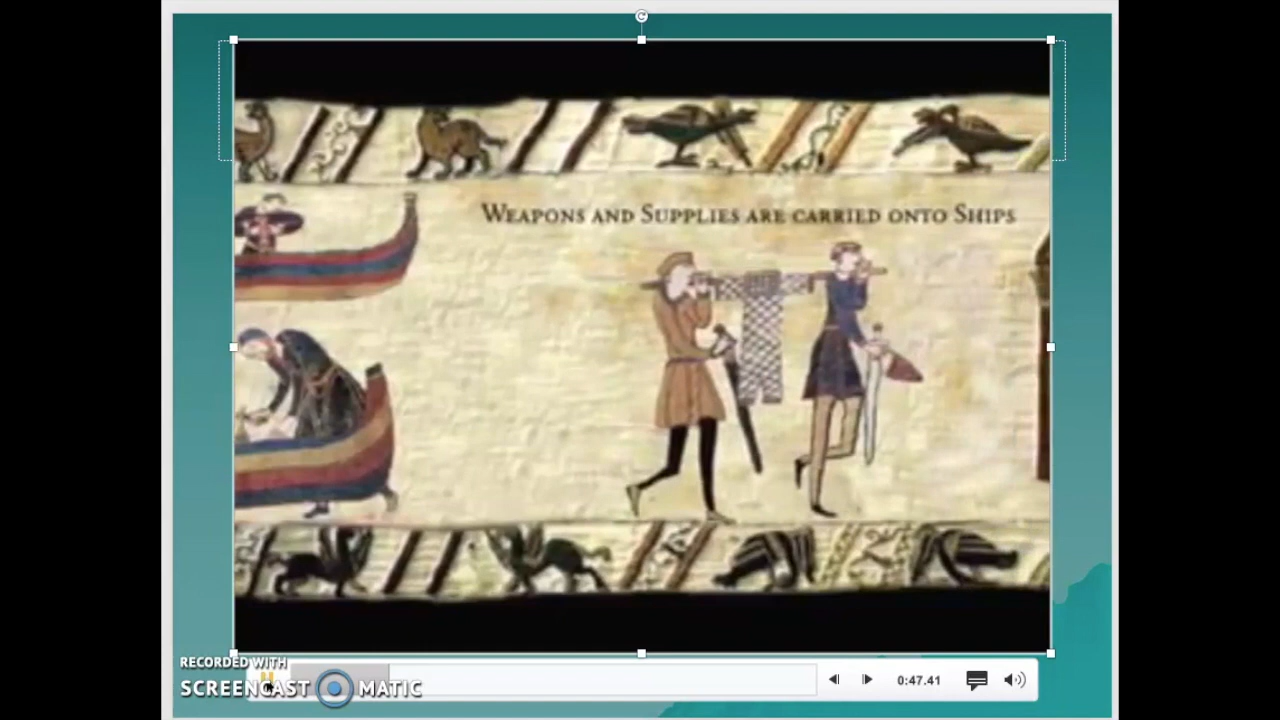 WEAPONS AND SUPPLIES ARE CARRIED ONTO SHIPS
RECORDED WITH
SCREENCAST MATIC
0:47.41